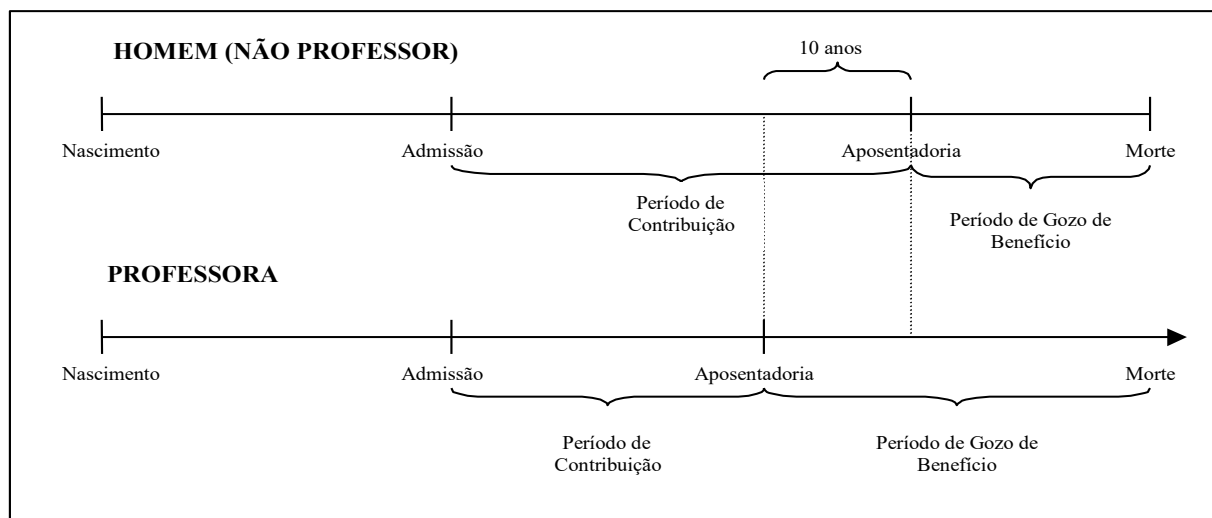 HOMEM (NÃO PROFESSOR)
10 anos
Nascimento
Admissão
Aposentadoria
Morte
Período de
Contribuição
Período de Gozo de
Benefício
PROFESSORA
Nascimento
Admissão
Aposentadoria
Morte
Período de
Contribuição
Período de Gozo de
Benefício